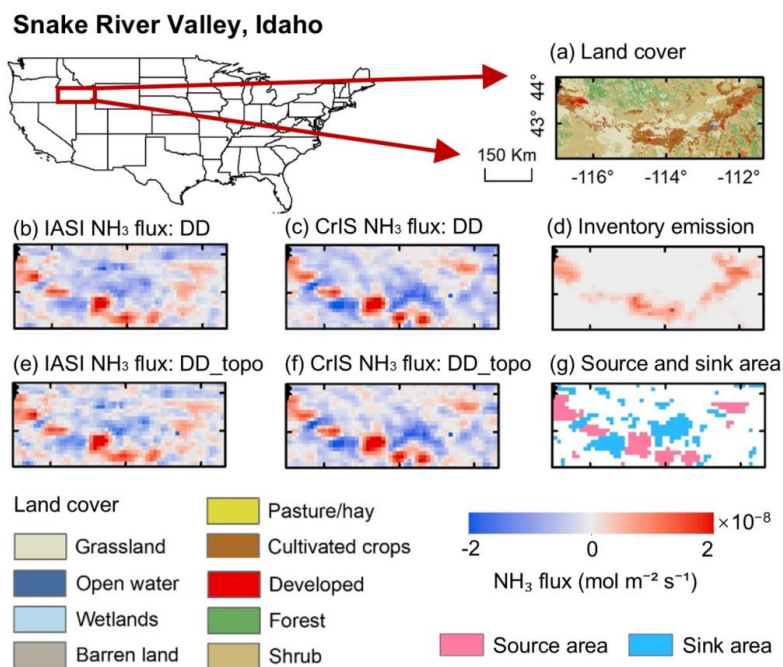 Snake River Valley, Idaho
(a) Land cover
44°
43°
150 Km
-116° -114° -112°
(b) IASI NH₃ flux: DD
(c) CrIS NH₃ flux: DD
(d) Inventory emission
(e) IASI NH₃ flux: DD_topo
(f) CrIS NH₃ flux: DD_topo
(g) Source and sink area
Land cover
Grassland
Open water
Wetlands
Barren land
Pasture/hay
Cultivated crops
Developed
Forest
Shrub
×10⁻⁸
-2 0 2
NH₃ flux (mol m⁻² s⁻¹)
Source area
Sink area